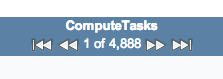 ComputeTasks
1 of 4,888